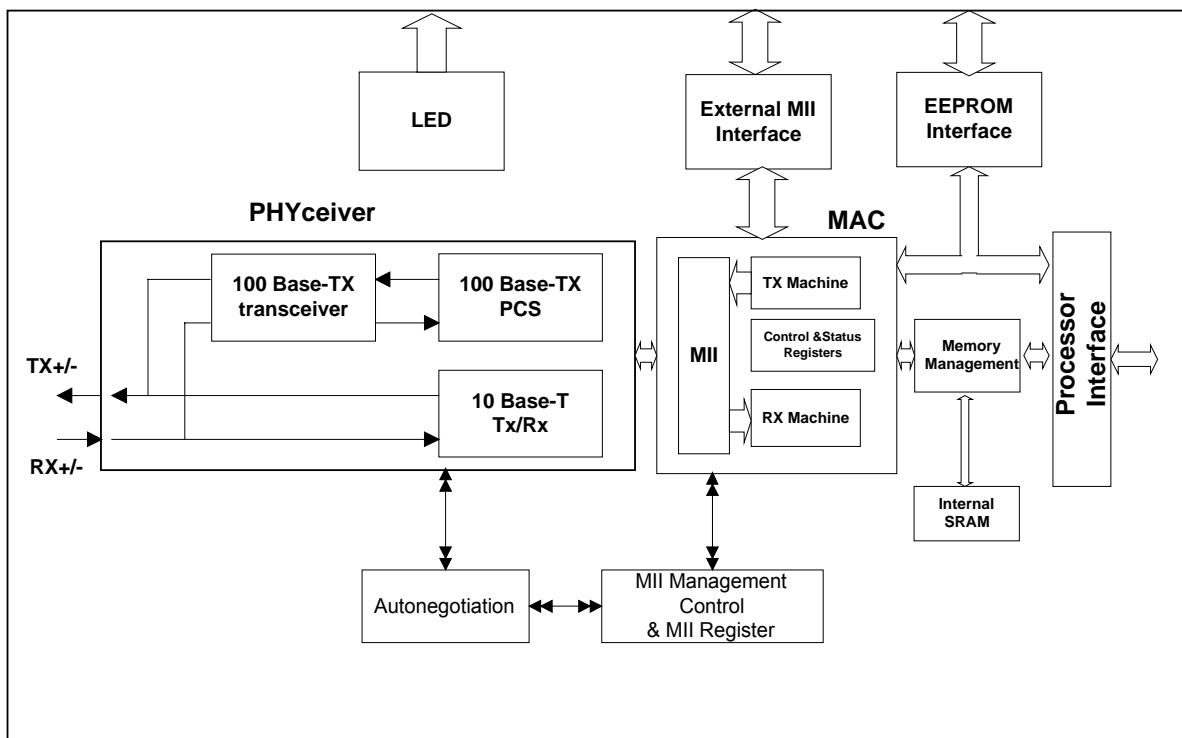 LED
External MII
Interface
EEPROM
Interface
PHYceiver
MAC
100 Base-TX
transceiver
100 Base-TX
PCS
MII
TX Machine
Control &Status
Registers
RX Machine
Memory
Management
Processor
Interface
TX+/-
10 Base-T
Tx/Rx
RX+/-
Internal
SRAM
Autonegotiation
MII Management
Control
& MII Register